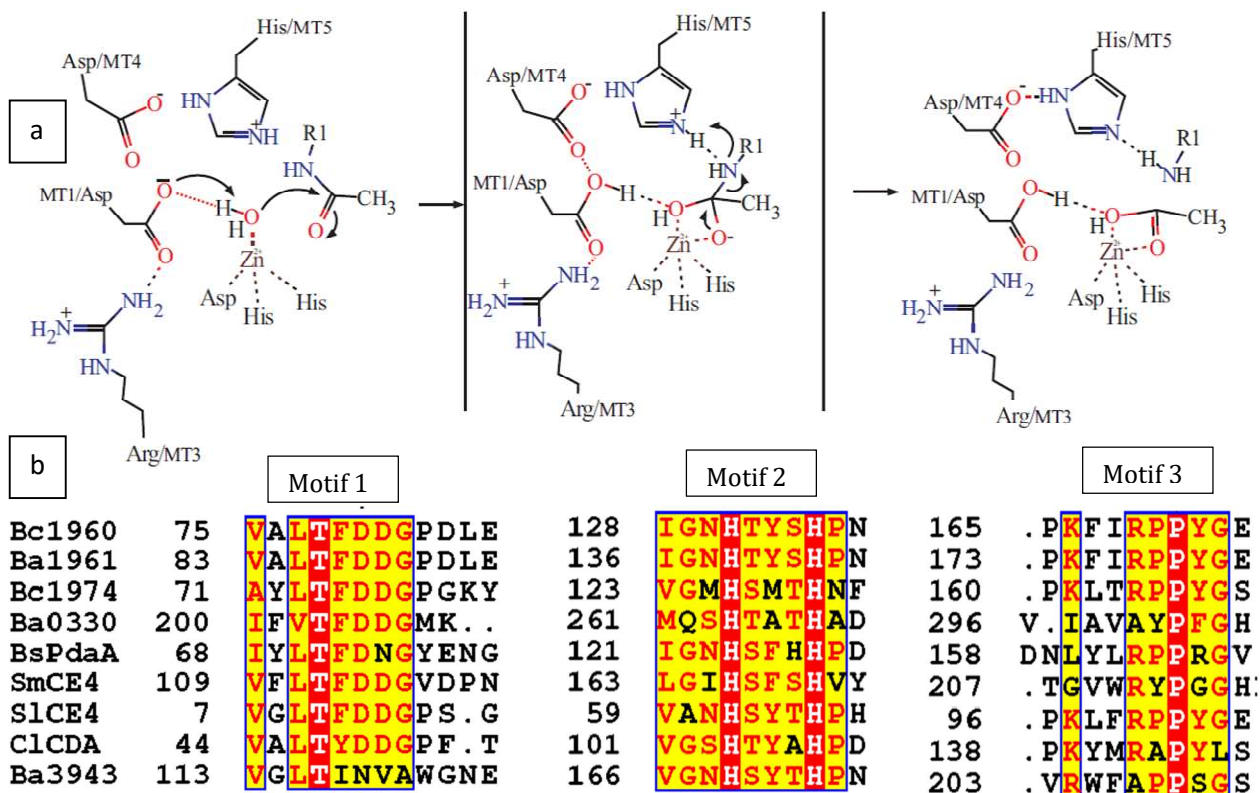 a
His/MT5
Asp/MT4
O-
HN
+
NH
O
R1
HN
MT1/Asp
O-
H
O
H
CH3
O
O
Zn2+
Asp
His
His
NH2
+
H2N
HN
Arg/MT3
His/MT5
Asp/MT4
O-
HN
+
N
H
O
R1
N
H
MT1/Asp
O
H
O
H
CH3
O
Zn2+
O-
Asp
His
His
NH2
+
H2N
HN
Arg/MT3
His/MT5
O-
HN
Asp/MT4
N
O
H
R1
N
H
MT1/Asp
O
H
O
H
CH3
O
Zn2+
O
Asp
His
His
NH2
+
H2N
HN
Arg/MT3
b
Motif 1 Motif 2 Motif 3
Bc1960 75 VALTFDDGPDLE 128 IGNHTYSHPN 165 .PKFIRPPYGE
Ba1961 83 VALTFDDGPDLE 136 IGNHTYSHPN 173 .PKFIRPPYGE
Bc1974 71 AYLTFDDGPGKY 123 VGMHSMTHNF 160 .PKLTRPPYGS
Ba0330 200 IFVTFDDGMK.. 261 MQSHTATHAD 296 V.IAVAYPFGH
BsPdaA 68 IYLTFDNGYENG 121 IGNHSFHHPD 158 DNLYLRPPRGV
SmCE4 109 VFLTFDDGVDPN 163 LGIHSFSHVY 207 .TGVWRYPGGH
SlCE4 7 VGLTFDDGPS.G 59 VANHSYTHPH 96 .PKLFRPPYGE
ClCDA 44 VALTYDDGPF.T 101 VGSHSYAHPD 138 .PKYMRAPYLS
Ba3943 113 VGLTINVAWGNE 166 VGNHSYTHPN 203 .VRWFAPPSGS